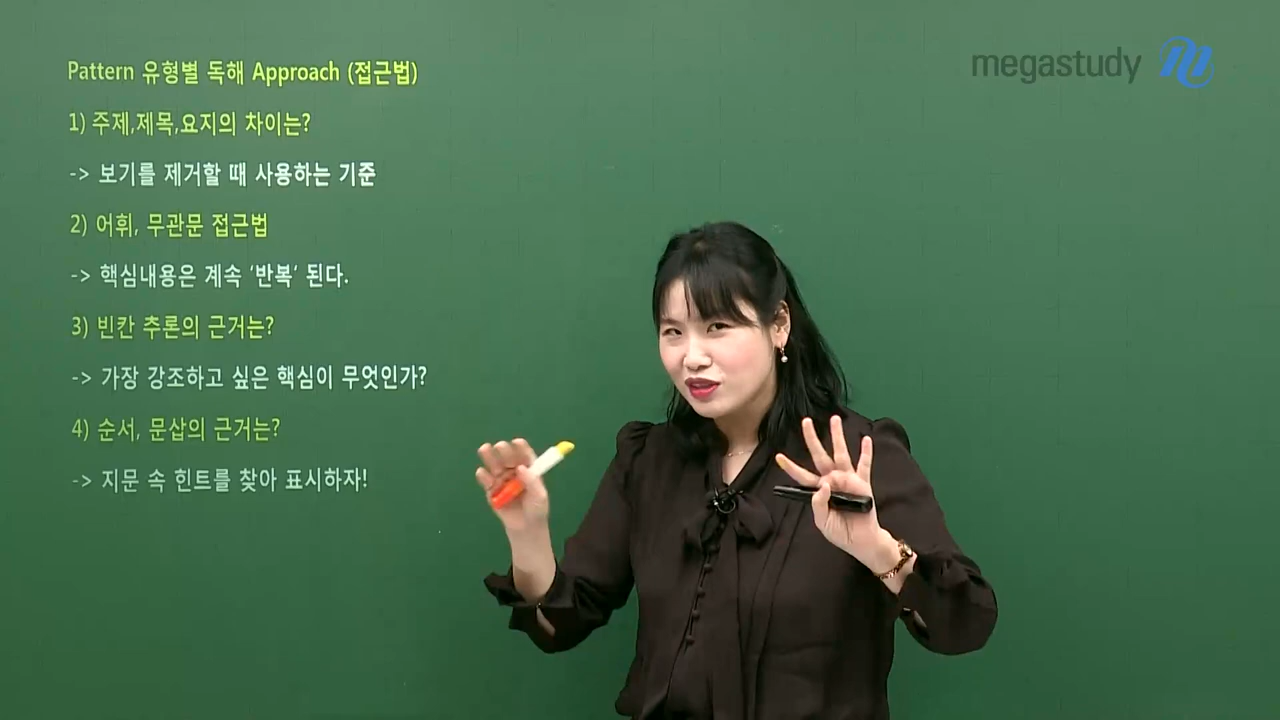 megastudy
Pattern 유형별 독해 Approach (접근법)
1) 주제,제목,요지의 차이는?
-> 보기를 제거할 때 사용하는 기준
2) 어휘, 무관문 접근법
-> 핵심내용은 계속 '반복' 된다.
3) 빈칸 추론의 근거는?
-> 가장 강조하고 싶은 핵심이 무엇인가?
4) 순서, 문삽의 근거는?
-> 지문 속 힌트를 찾아 표시하자!